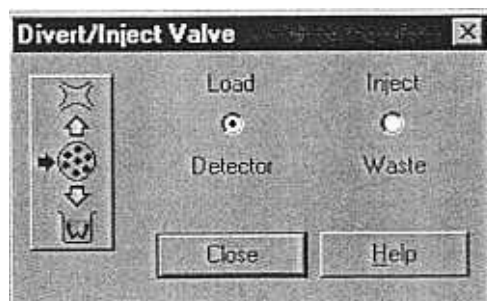 Divert/Inject Valve
Load Inject
Detector Waste
W
Close Help